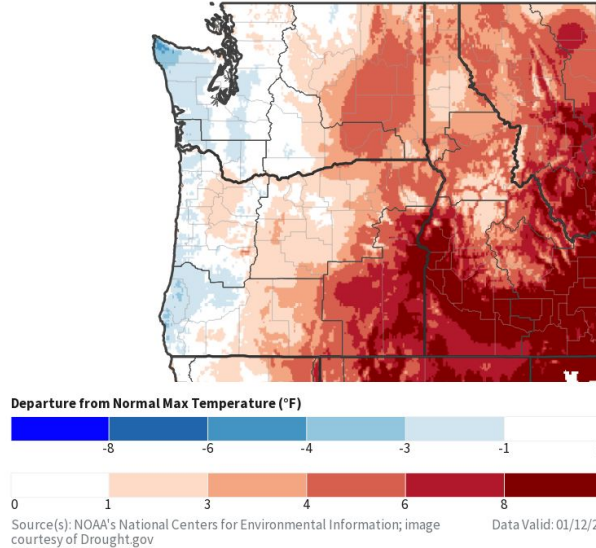 Departure from Normal Max Temperature (°F)
-8 -6 -4 -3 -1
0 1 3 4 6 8
Source(s): NOAA's National Centers for Environmental Information; image Data Valid: 01/12/2
courtesy of Drought.gov